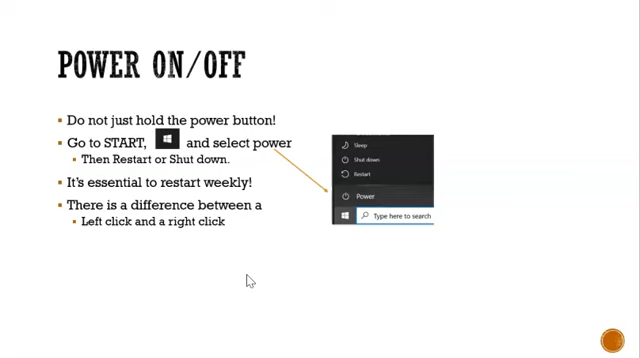 POWER ON/OFF
Do not just hold the power button!
Go to START, and select power
Then Restart or Shut down.
It's essential to restart weekly!
There is a difference between a
Left click and a right click
Sleep
Shut down
Restart
Power
Type here to search